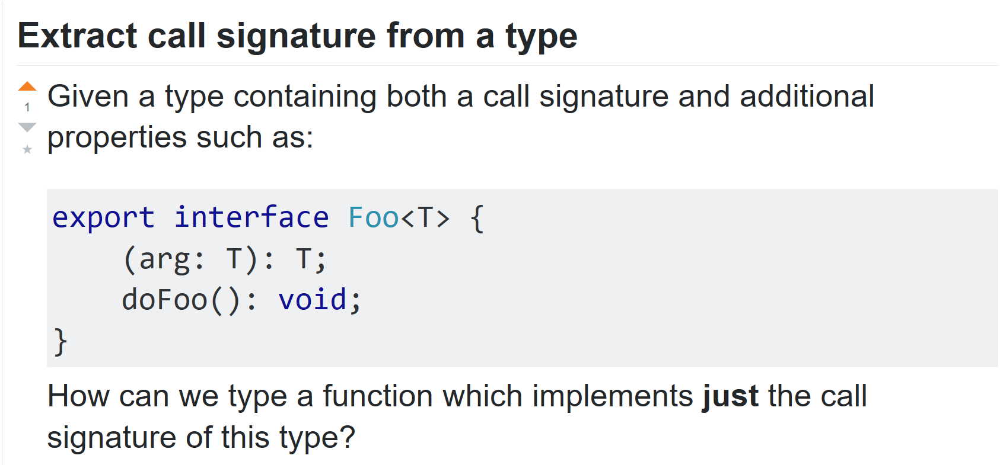 Extract call signature from a type
Given a type containing both a call signature and additional
1
properties such as:
export interface Foo<T> {
    (arg: T): T;
    doFoo(): void;
}
How can we type a function which implements just the call
signature of this type?